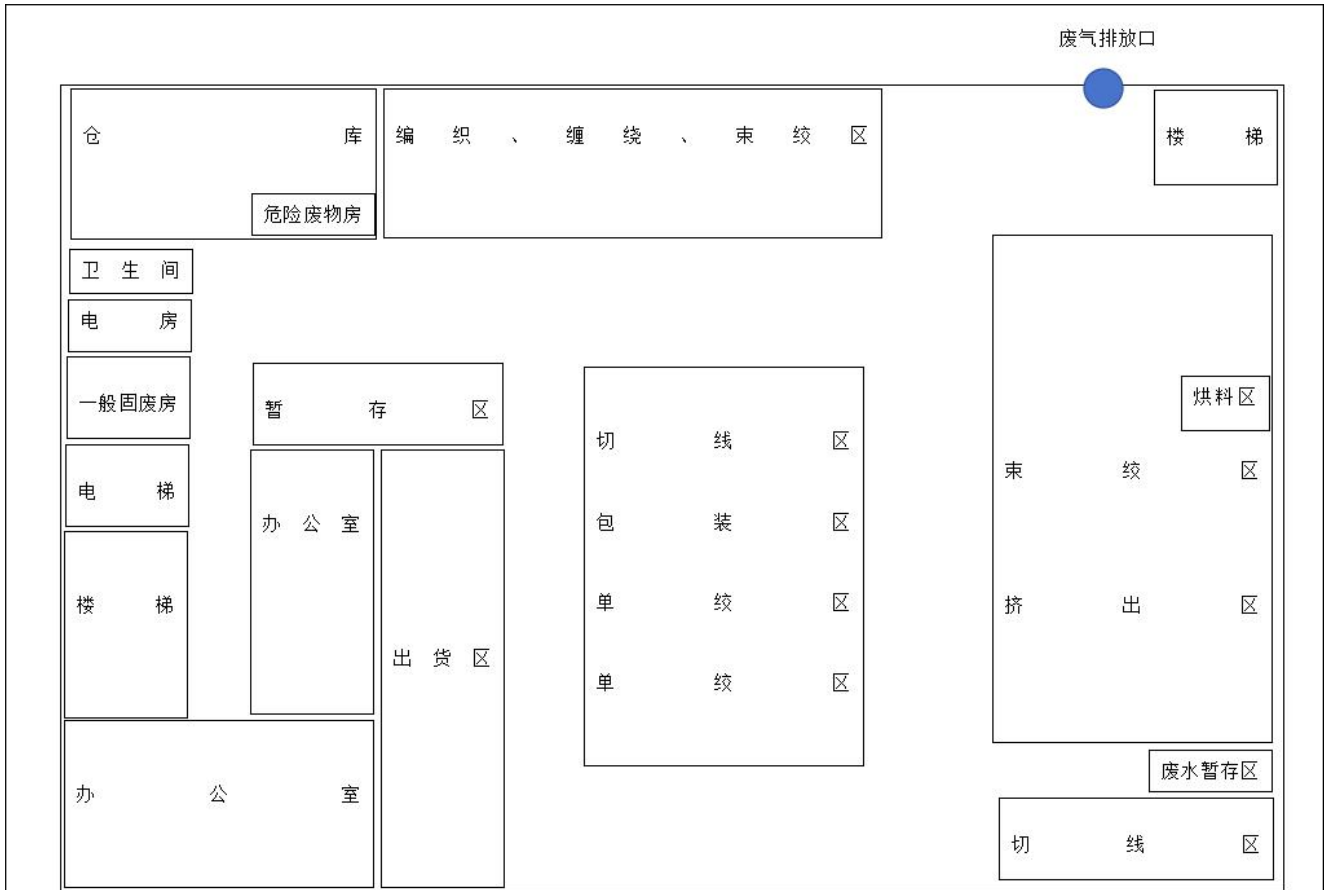 废气排放口
仓库
编织、缠绕、束绞区
楼梯
危险废物房
卫生间
电房
一般固废房
暂存区
电梯
办公室
楼梯
出货区
办公室
切线区
包装区
单绞区
单绞区
烘料区
束绞区
挤出区
废水暂存区
切线区